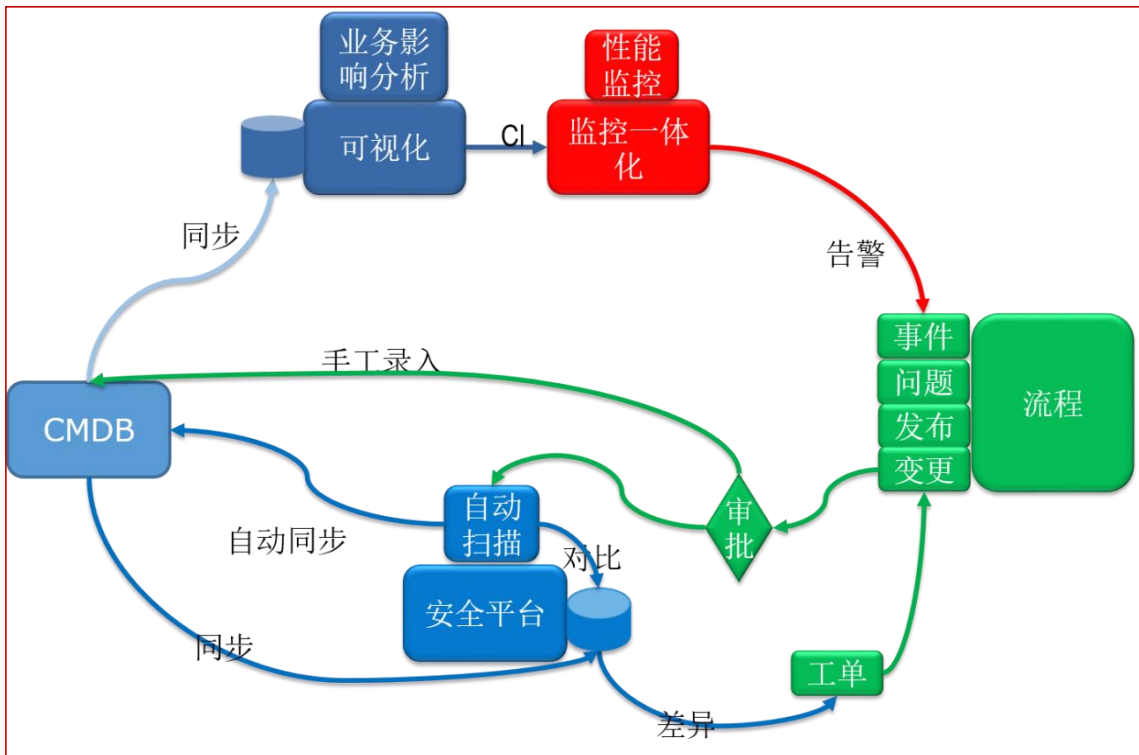 业务影
响分析
性能
监控
可视化
CI
监控一体
化
同步
告警
事件
问题
发布
变更
流程
手工录入
CMDB
自动
扫描
审
批
自动同步
对比
安全平台
同步
工单
差异